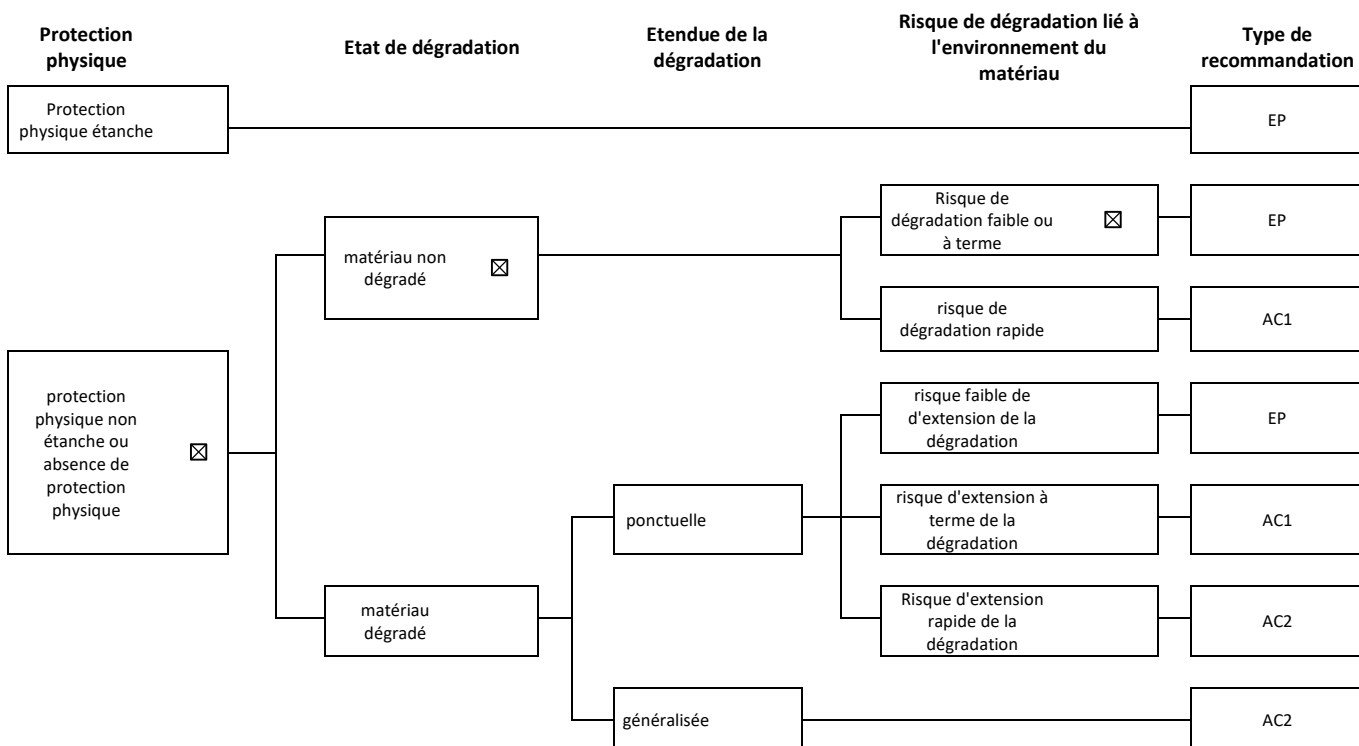 Protection
physique
Etat de dégradation
Etendue de la
dégradation
Risque de dégradation lié à
l'environnement du
matériau
Type de
recommandation
Protection
physique étanche
EP
Risque de
dégradation faible ou
à terme
☒
EP
matériau non
dégradé
☒
risque de
dégradation rapide
AC1
protection
physique non
étanche ou
absence de
protection
physique
☒
risque faible de
d'extension de la
dégradation
EP
ponctuelle
risque d'extension à
terme de la
dégradation
AC1
matériau
dégradé
Risque d'extension
rapide de la
dégradation
AC2
généralisée
AC2